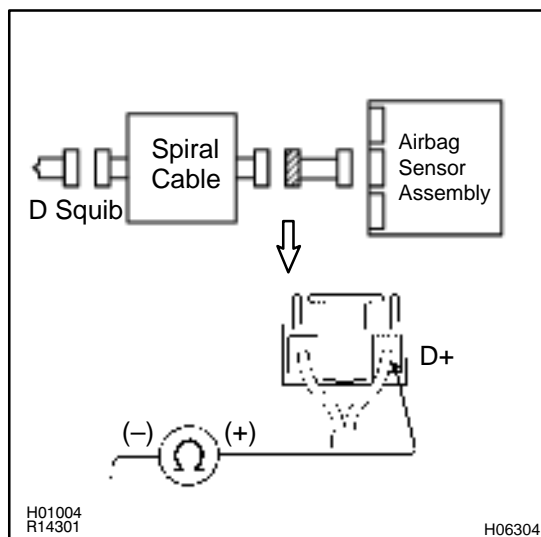 Spiral
Cable
Airbag
Sensor
Assembly
D Squib
D+
(−)
(+)
Ω
H01004
R14301
H06304